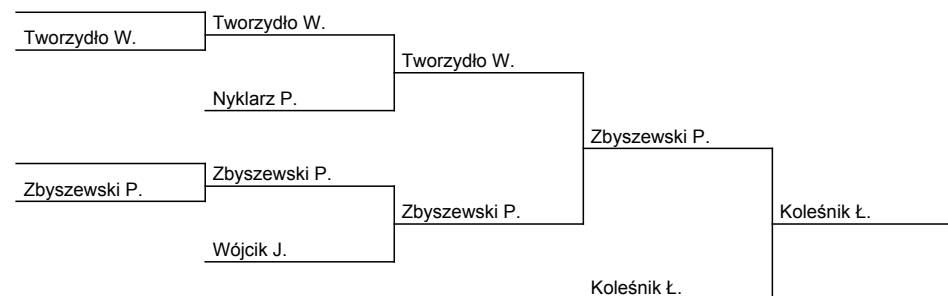 Tworzydło W.
Tworzydło W.
Tworzydło W.
Nyklarz P.
Zbyszewski P.
Zbyszewski P.
Zbyszewski P.
Zbyszewski P.
Koleśnik Ł.
Wójcik J.
Koleśnik Ł.